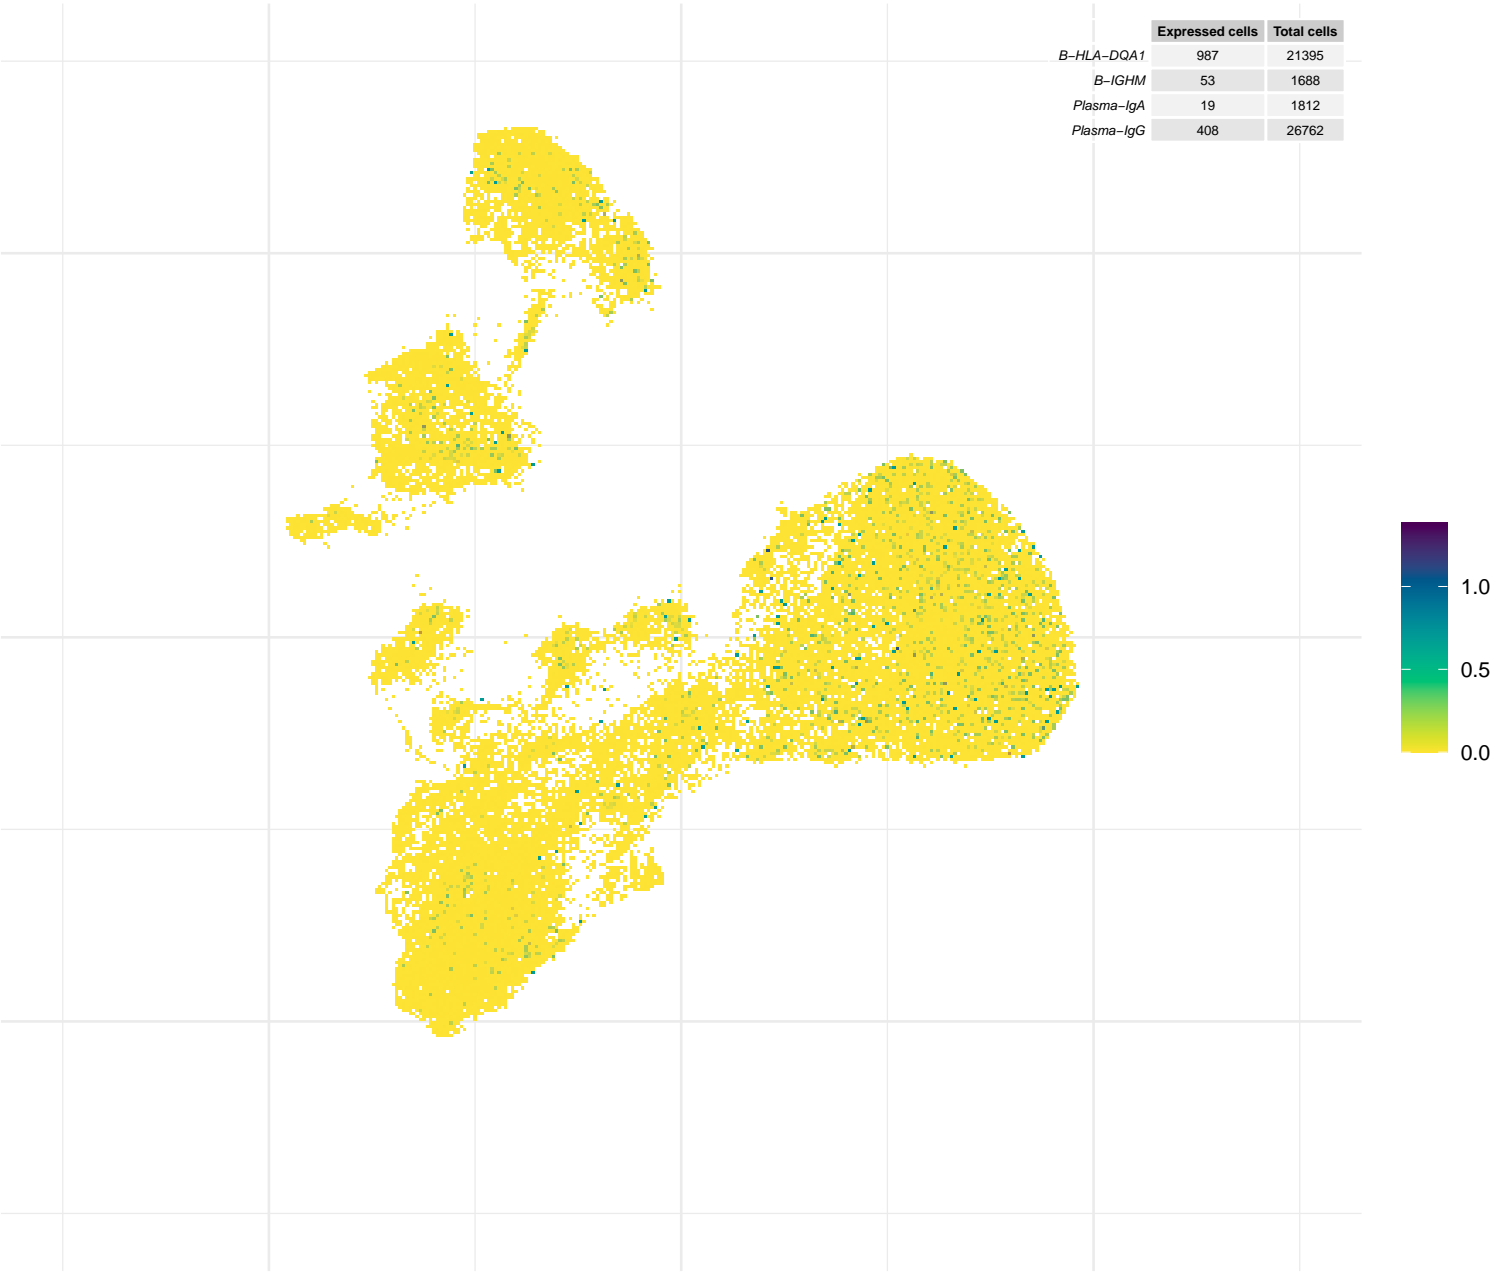 Expressed cells Total cells
B−HLA−DQA1 987 21395
B−IGHM 53 1688
Plasma−IgA 19 1812
Plasma−IgG 408 26762
1.0
0.5
0.0